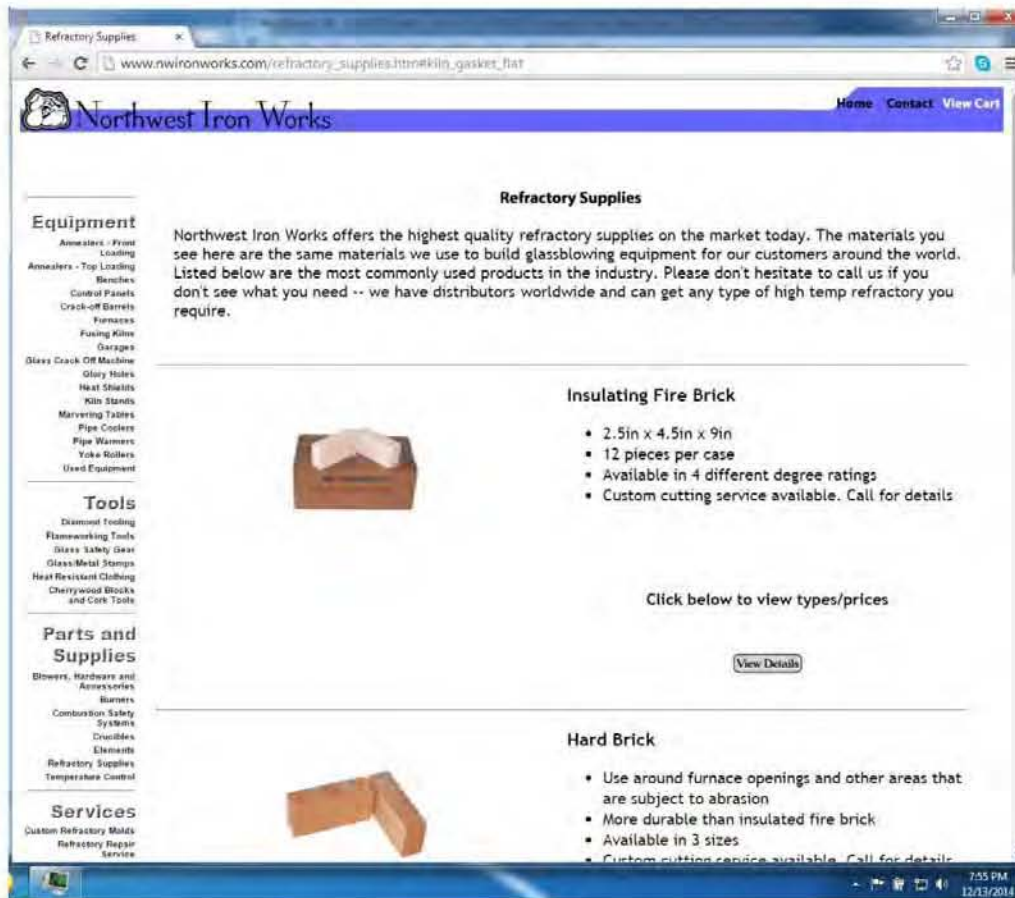 Refractory Supplies
www.nwironworks.com/refractory_supplies.htm#kiln_gasket_flat
Northwest Iron Works
Home Contact View Cart
Refractory Supplies
Northwest Iron Works offers the highest quality refractory supplies on the market today. The materials you
see here are the same materials we use to build glassblowing equipment for our customers around the world.
Listed below are the most commonly used products in the industry. Please don't hesitate to call us if you
don't see what you need -- we have distributors worldwide and can get any type of high temp refractory you
require.
Equipment
Annealers - Front
Loading
Annealers - Top Loading
Benches
Control Panels
Crack-off Barrels
Furnaces
Fusing Kilns
Garages
Glass Crack Off Machine
Glory Holes
Heat Shields
Kiln Stands
Marvering Tables
Pipe Coolers
Pipe Warmers
Yoke Rollers
Used Equipment
Tools
Diamond Tooling
Flameworking Tools
Glass Safety Gear
Glass/Metal Stamps
Heat Resistant Clothing
Cherrywood Blocks
and Cork Tools
Parts and
Supplies
Blowers, Hardware and
Accessories
Burners
Combustion Safety
Systems
Crucibles
Elements
Refractory Supplies
Temperature Control
Services
Custom Refractory Molds
Refractory Repair
Service
Insulating Fire Brick
• 2.5in x 4.5in x 9in
• 12 pieces per case
• Available in 4 different degree ratings
• Custom cutting service available. Call for details
Click below to view types/prices
View Details
Hard Brick
• Use around furnace openings and other areas that
are subject to abrasion
• More durable than insulated fire brick
• Available in 3 sizes
• Custom cutting service available. Call for details
7:55 PM
12/13/2014